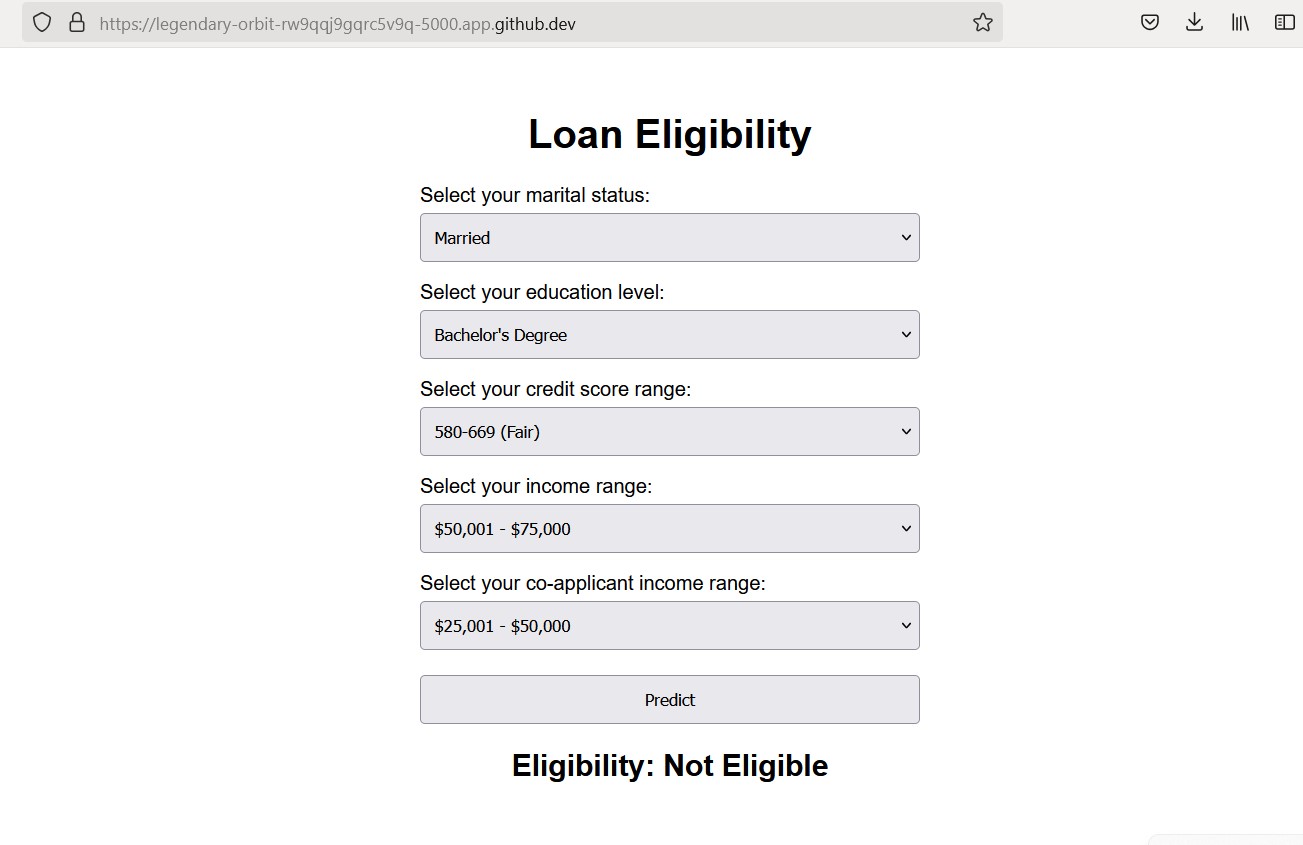 https://legendary-orbit-rw9qqj9gqrc5v9q-5000.app.github.dev
Loan Eligibility
Select your marital status:
Married
Select your education level:
Bachelor's Degree
Select your credit score range:
580-669 (Fair)
Select your income range:
$50,001 - $75,000
Select your co-applicant income range:
$25,001 - $50,000
Predict
Eligibility: Not Eligible